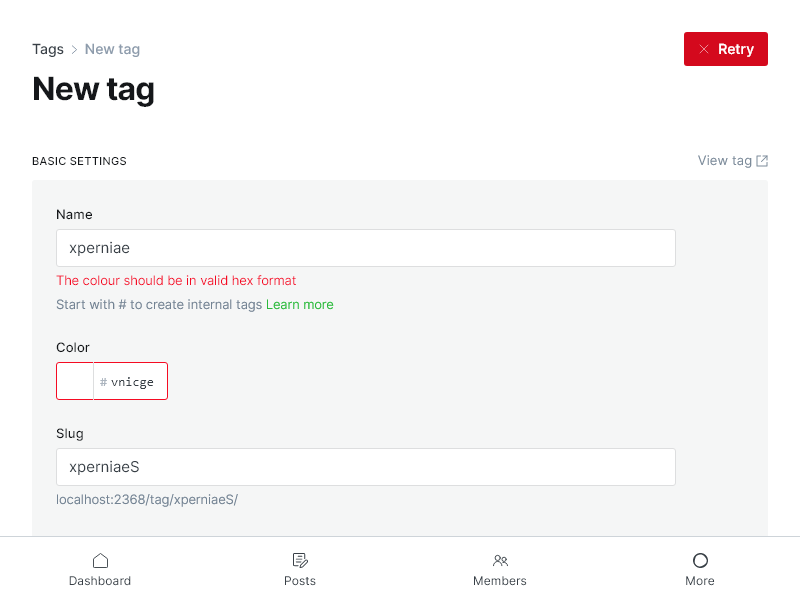 Tags > New tag
Retry
New tag
BASIC SETTINGS
View tag
Name
xperniae
The colour should be in valid hex format
Start with # to create internal tags Learn more
Color
# vnicge
Slug
xperniaeS
localhost:2368/tag/xperniaeS/
Dashboard
Posts
Members
More